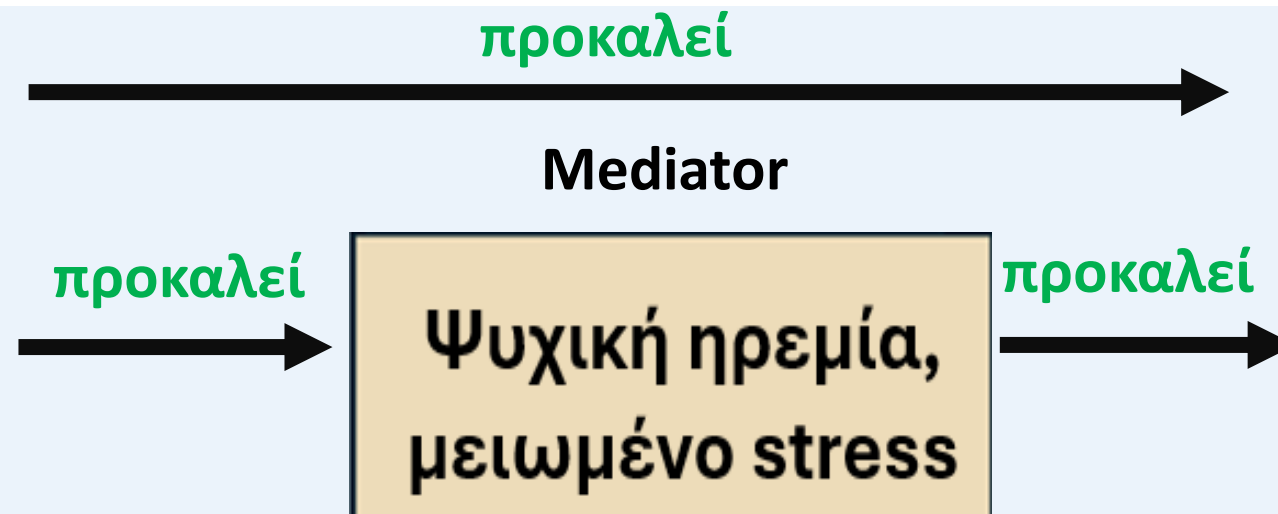 προκαλεί
Mediator
προκαλεί
προκαλεί
Ψυχική ηρεμία,
μειωμένο stress